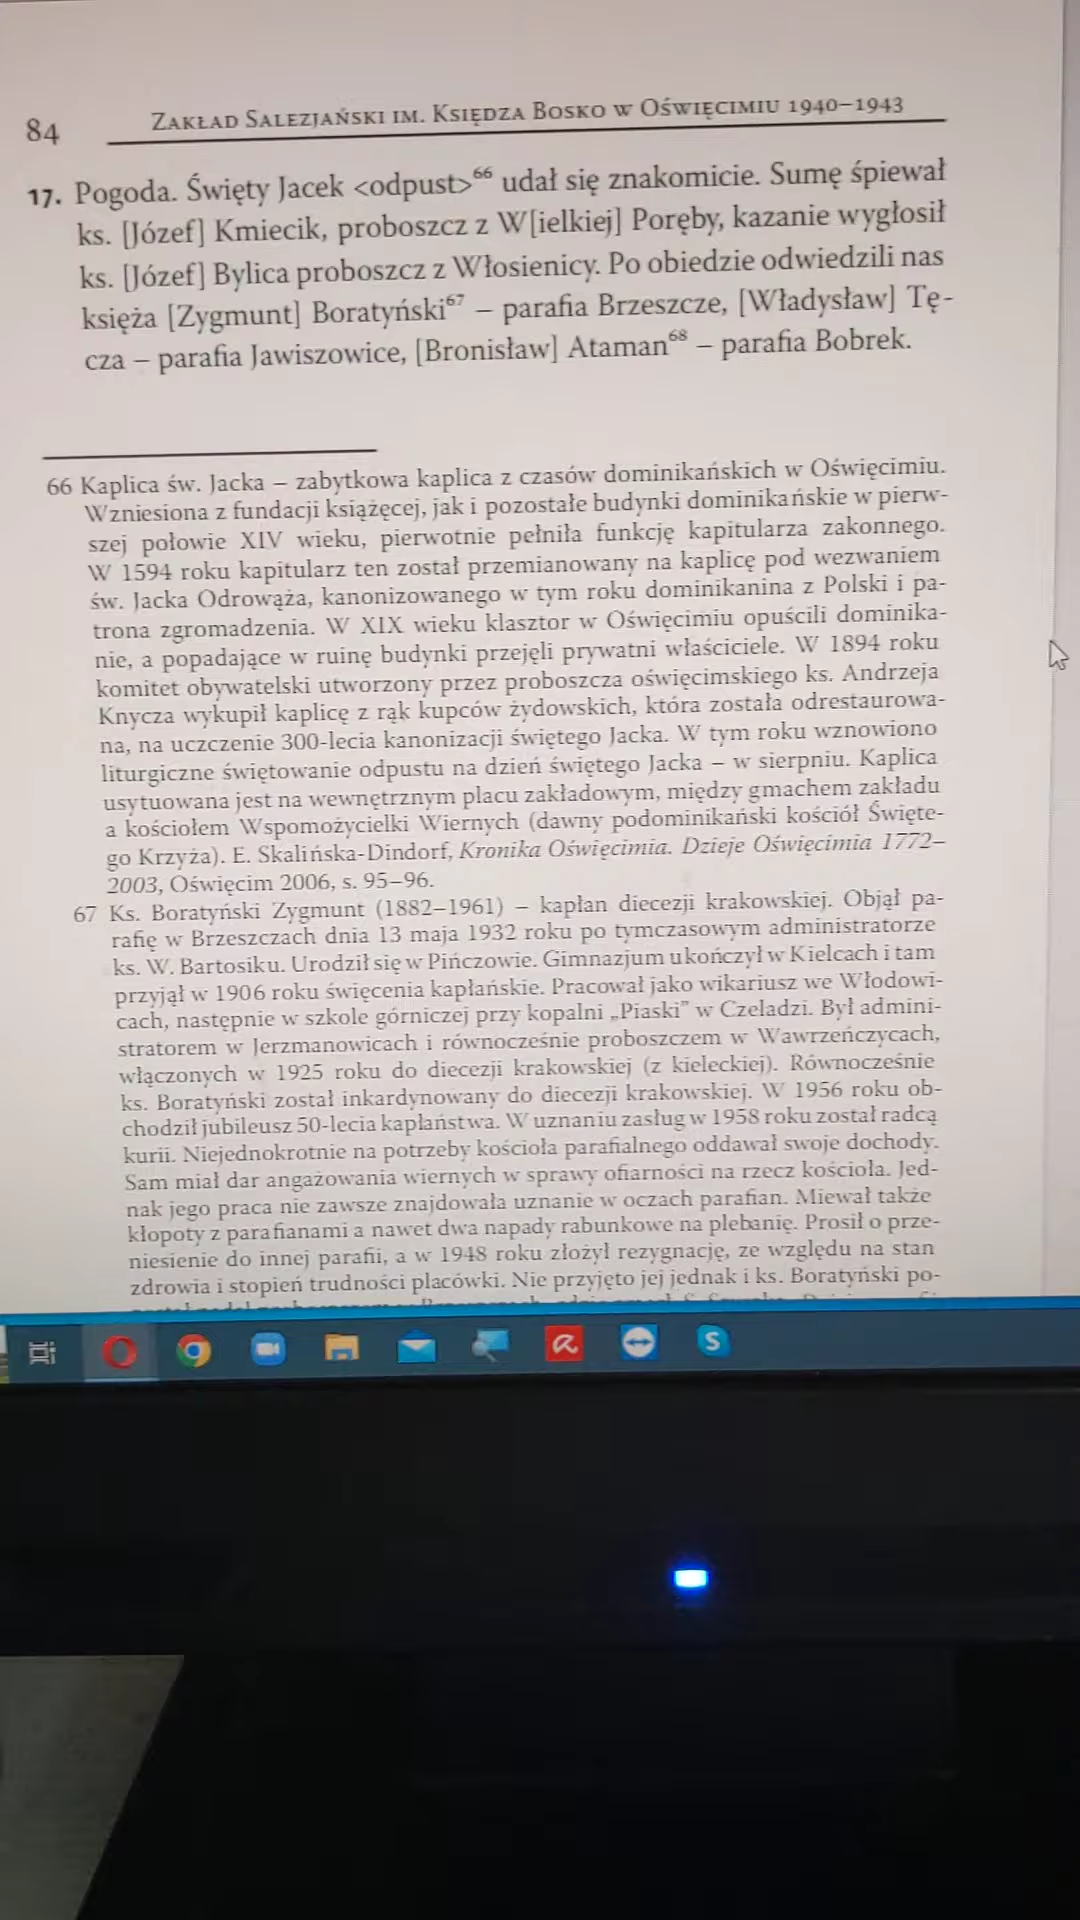 84
Zakład Salezjański im. Księdza Bosko w Oświęcimiu 1940–1943
17. Pogoda. Święty Jacek <odpust>66 udał się znakomicie. Sumę śpiewał
ks. [Józef] Kmiecik, proboszcz z W[ielkiej] Poręby, kazanie wygłosił
ks. [Józef] Bylica proboszcz z Włosienicy. Po obiedzie odwiedzili nas
księża [Zygmunt] Boratyński67 – parafia Brzeszcze, [Władysław] Tę-
cza – parafia Jawiszowice, [Bronisław] Ataman68 – parafia Bobrek.
66 Kaplica św. Jacka – zabytkowa kaplica z czasów dominikańskich w Oświęcimiu.
Wzniesiona z fundacji książęcej, jak i pozostałe budynki dominikańskie w pierw-
szej połowie XIV wieku, pierwotnie pełniła funkcję kapitularza zakonnego.
W 1594 roku kapitularz ten został przemianowany na kaplicę pod wezwaniem
św. Jacka Odrowąża, kanonizowanego w tym roku dominikanina z Polski i pa-
trona zgromadzenia. W XIX wieku klasztor w Oświęcimiu opuścili dominika-
nie, a popadające w ruinę budynki przejęli prywatni właściciele. W 1894 roku
komitet obywatelski utworzony przez proboszcza oświęcimskiego ks. Andrzeja
Knycza wykupił kaplicę z rąk kupców żydowskich, która została odrestaurowa-
na, na uczczenie 300-lecia kanonizacji świętego Jacka. W tym roku wznowiono
liturgiczne świętowanie odpustu na dzień świętego Jacka – w sierpniu. Kaplica
usytuowana jest na wewnętrznym placu zakładowym, między gmachem zakładu
a kościołem Wspomożycielki Wiernych (dawny podominikański kościół Święte-
go Krzyża). E. Skalińska-Dindorf, Kronika Oświęcimia. Dzieje Oświęcimia 1772–
2003, Oświęcim 2006, s. 95–96.
67 Ks. Boratyński Zygmunt (1882–1961) – kapłan diecezji krakowskiej. Objął pa-
rafię w Brzeszczach dnia 13 maja 1932 roku po tymczasowym administratorze
ks. W. Bartosiku. Urodził się w Pińczowie. Gimnazjum ukończył w Kielcach i tam
przyjął w 1906 roku święcenia kapłańskie. Pracował jako wikariusz we Włodowi-
cach, następnie w szkole górniczej przy kopalni „Piaski” w Czeladzi. Był admini-
stratorem w Jerzmanowicach i równocześnie proboszczem w Wawrzeńczycach,
włączonych w 1925 roku do diecezji krakowskiej (z kieleckiej). Równocześnie
ks. Boratyński został inkardynowany do diecezji krakowskiej. W 1956 roku ob-
chodził jubileusz 50-lecia kapłaństwa. W uznaniu zasług w 1958 roku został radcą
kurii. Niejednokrotnie na potrzeby kościoła parafialnego oddawał swoje dochody.
Sam miał dar angażowania wiernych w sprawy ofiarności na rzecz kościoła. Jed-
nak jego praca nie zawsze znajdowała uznanie w oczach parafian. Miewał także
kłopoty z parafianami a nawet dwa napady rabunkowe na plebanię. Prosił o prze-
niesienie do innej parafii, a w 1948 roku złożył rezygnację, ze względu na stan
zdrowia i stopień trudności placówki. Nie przyjęto jej jednak i ks. Boratyński po-
S